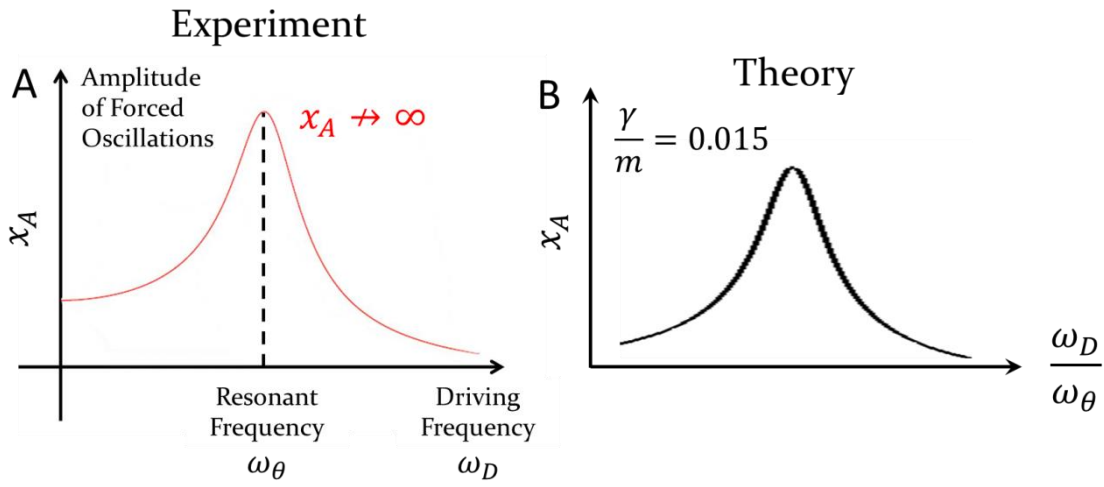 Experiment
A
Amplitude
of Forced
Oscillations
x_A ↛ ∞
x_A
Resonant
Frequency
ω_θ
Driving
Frequency
ω_D
Theory
B
γ/m = 0.015
x_A
ω_D/ω_θ